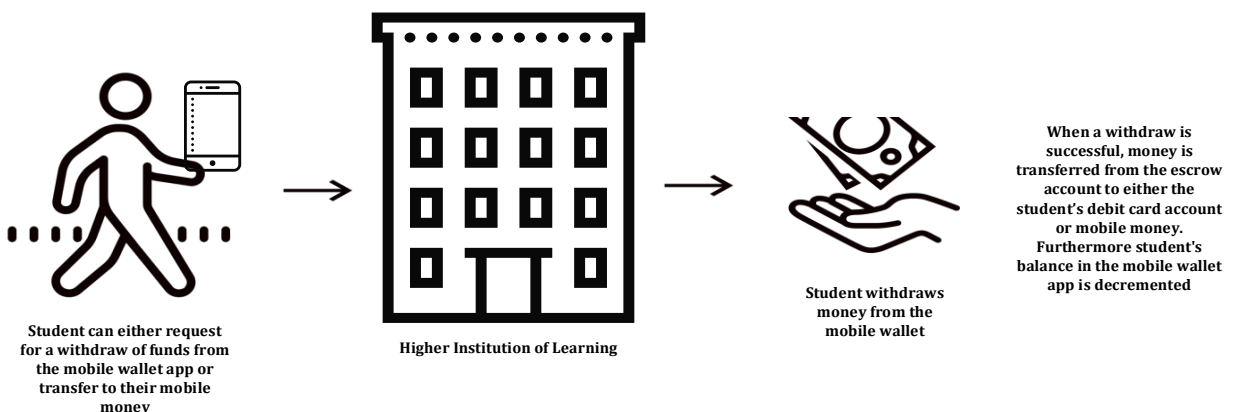 Student can either request
for a withdraw of funds from
the mobile wallet app or
transfer to their mobile
money
Higher Institution of Learning
Student withdraws
money from the
mobile wallet
When a withdraw is
successful, money is
transferred from the escrow
account to either the
student’s debit card account
or mobile money.
Furthermore student's
balance in the mobile wallet
app is decremented